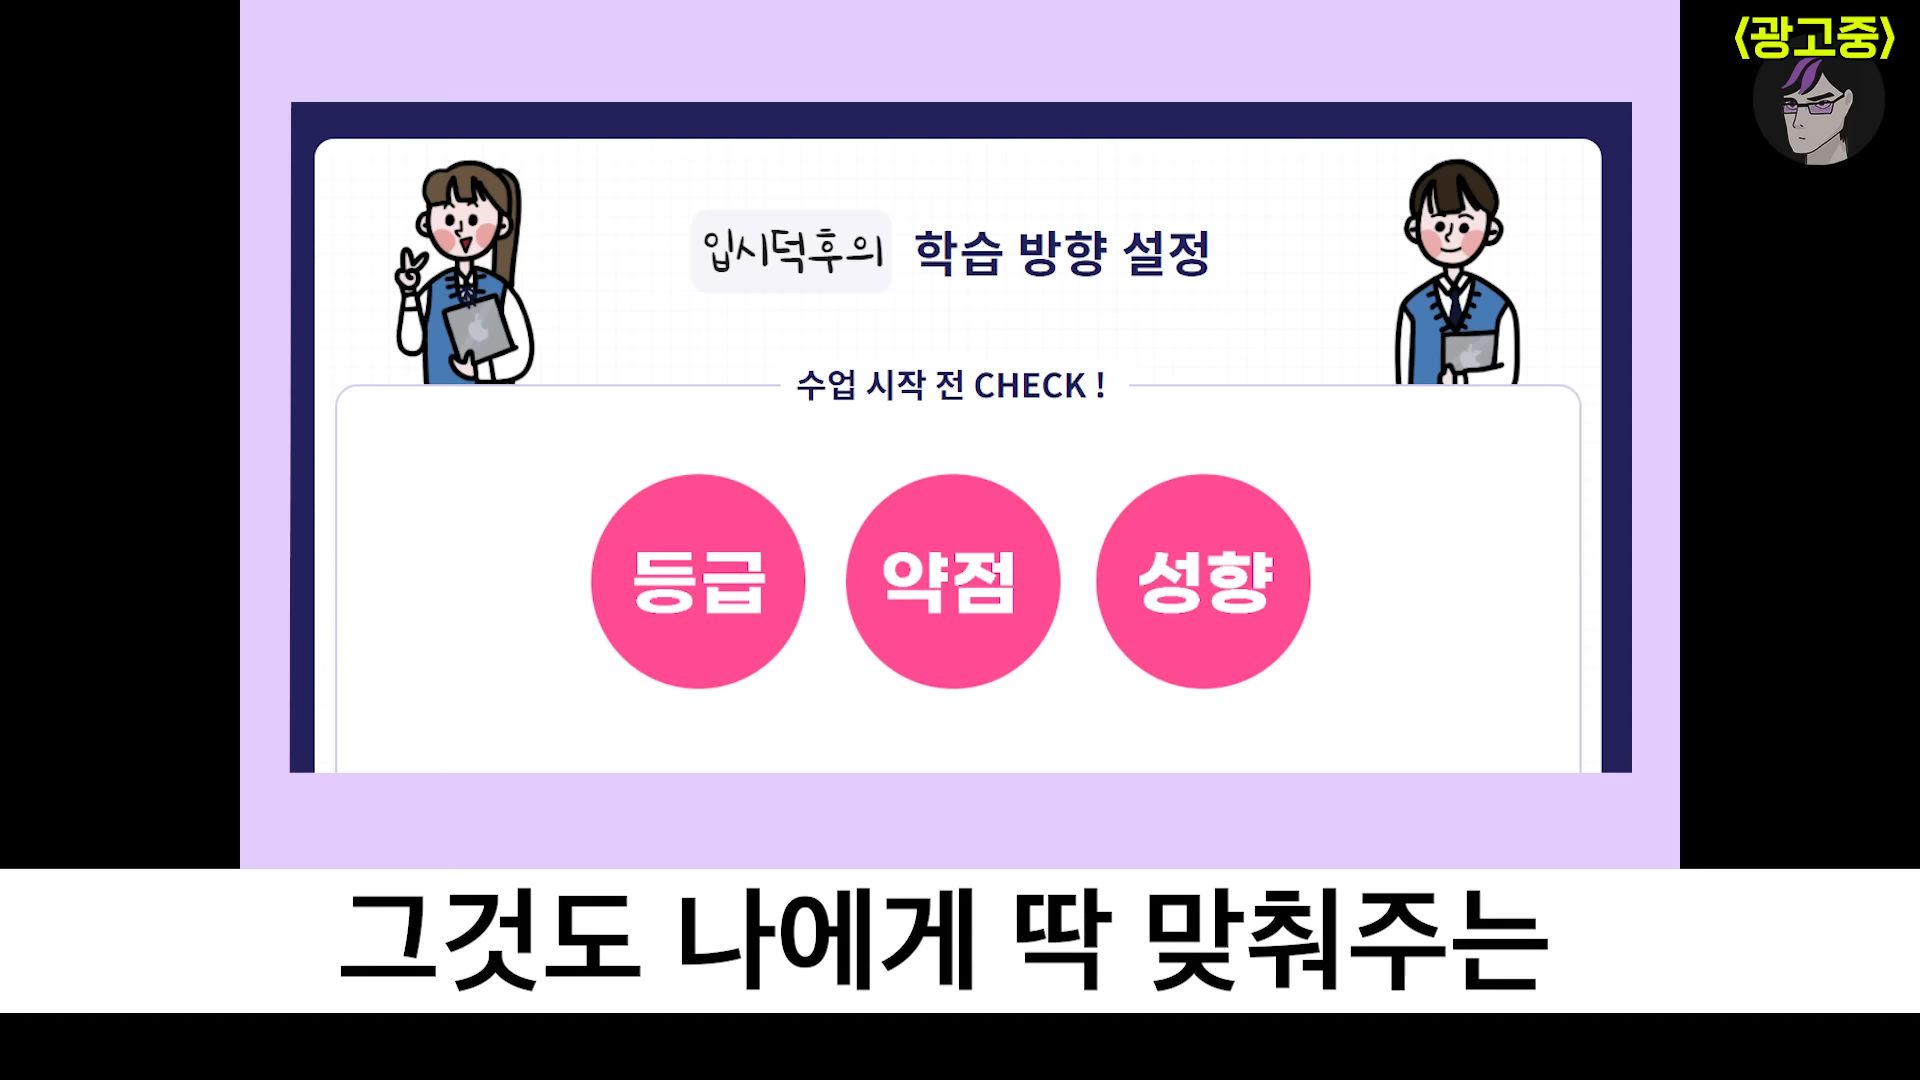 〈광고중〉
입시덕후의 학습 방향 설정
수업 시작 전 CHECK !
등급 약점 성향
그것도 나에게 딱 맞춰주는